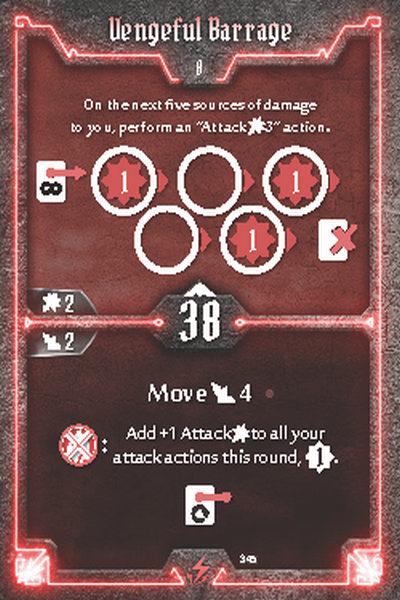 Vengeful Barrage
8
On the next five sources of damage
to you, perform an "Attack 3" action.
1 1
1
2
38
2
Move 4
: Add +1 Attack to all your
attack actions this round, 1.